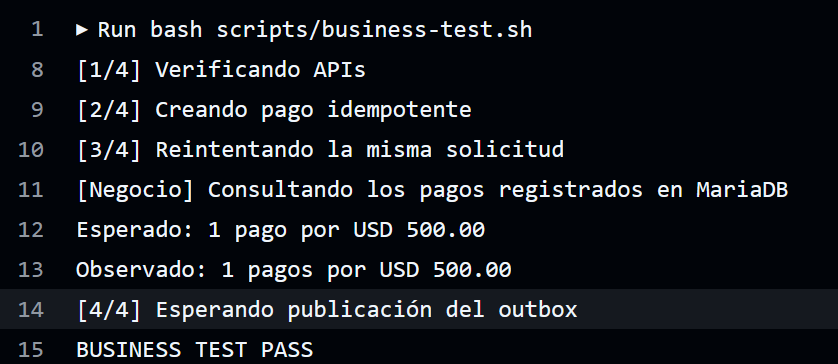 1 ▶ Run bash scripts/business-test.sh
8 [1/4] Verificando APIs
9 [2/4] Creando pago idempotente
10 [3/4] Reintentando la misma solicitud
11 [Negocio] Consultando los pagos registrados en MariaDB
12 Esperado: 1 pago por USD 500.00
13 Observado: 1 pagos por USD 500.00
14 [4/4] Esperando publicación del outbox
15 BUSINESS TEST PASS